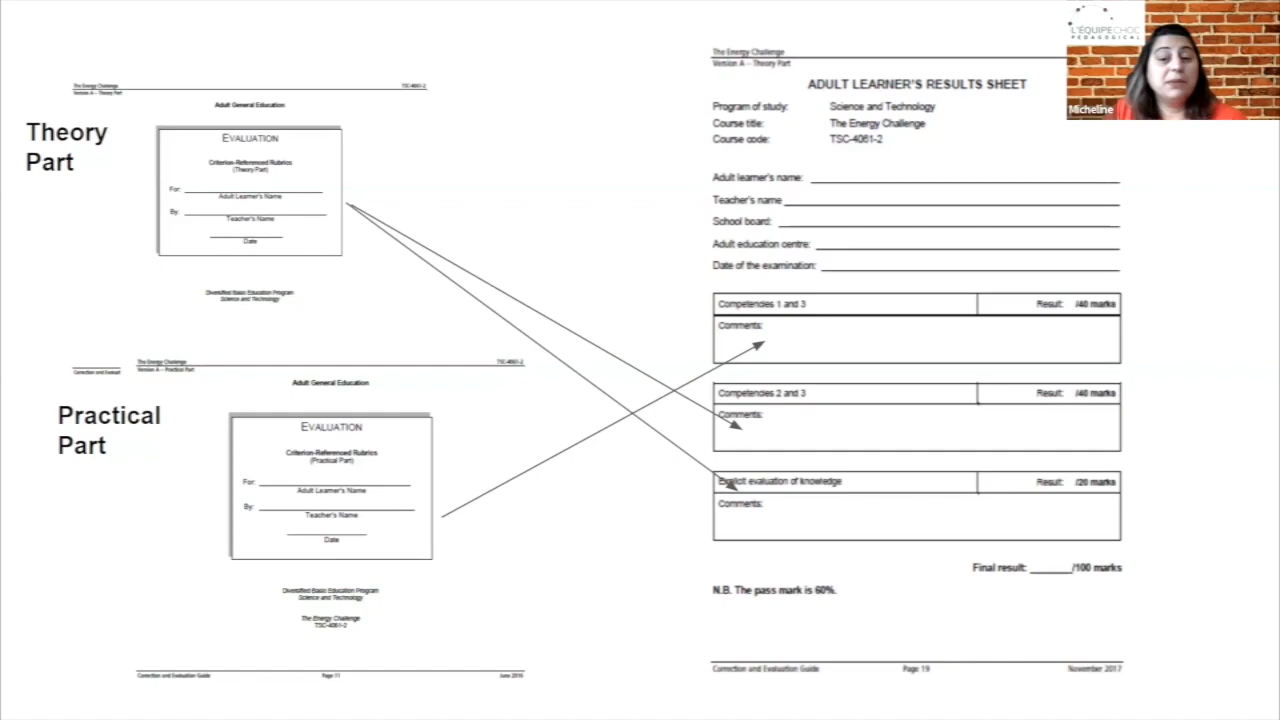 The Energy Challenge TSC-4061-2
Version A – Theory Part
Adult General Education
Theory
Part
EVALUATION
Criterion-Referenced Rubrics
(Theory Part)
For:
Adult Learner's Name
By:
Teacher's Name
Date
Diversified Basic Education Program
Science and Technology
Correction and Evaluat
The Energy Challenge TSC-4061-2
Version A – Practical Part
Adult General Education
Practical
Part
EVALUATION
Criterion-Referenced Rubrics
(Practical Part)
For:
Adult Learner's Name
By:
Teacher's Name
Date
Diversified Basic Education Program
Science and Technology
The Energy Challenge
TSC-4061-2
Correction and Evaluation Guide Page 11 June 2016
The Energy Challenge
Version A – Theory Part
ADULT LEARNER'S RESULTS SHEET
Program of study: Science and Technology
Course title: The Energy Challenge
Course code: TSC-4061-2
Adult learner's name:
Teacher's name
School board:
Adult education centre:
Date of the examination:
Competencies 1 and 3 Result: /40 marks
Comments:
Competencies 2 and 3 Result: /40 marks
Comments:
Explicit evaluation of knowledge Result: /20 marks
Comments:
Final result: ______/100 marks
N.B. The pass mark is 60%.
Correction and Evaluation Guide Page 19 November 2017
L'ÉQUIPECHOC
PEDAGOGICAL
Micheline